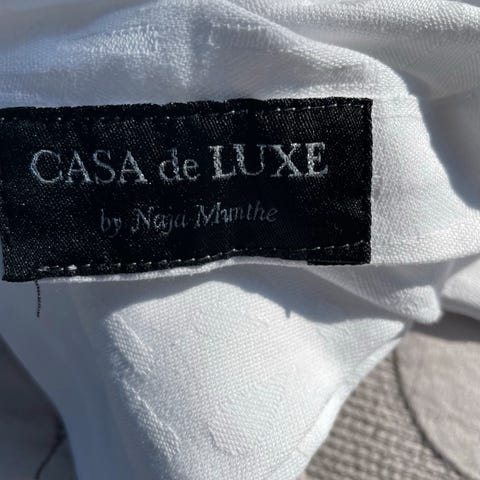 CASA de LUXE
by Naja Munthe